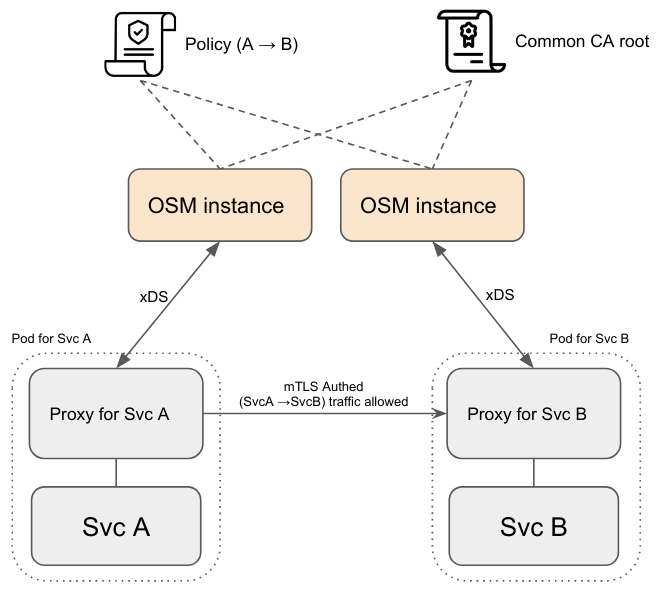 Policy (A → B)
Common CA root
OSM instance
OSM instance
xDS
xDS
Pod for Svc A
Pod for Svc B
mTLS Authed
(SvcA →SvcB) traffic allowed
Proxy for Svc A
Proxy for Svc B
Svc A
Svc B